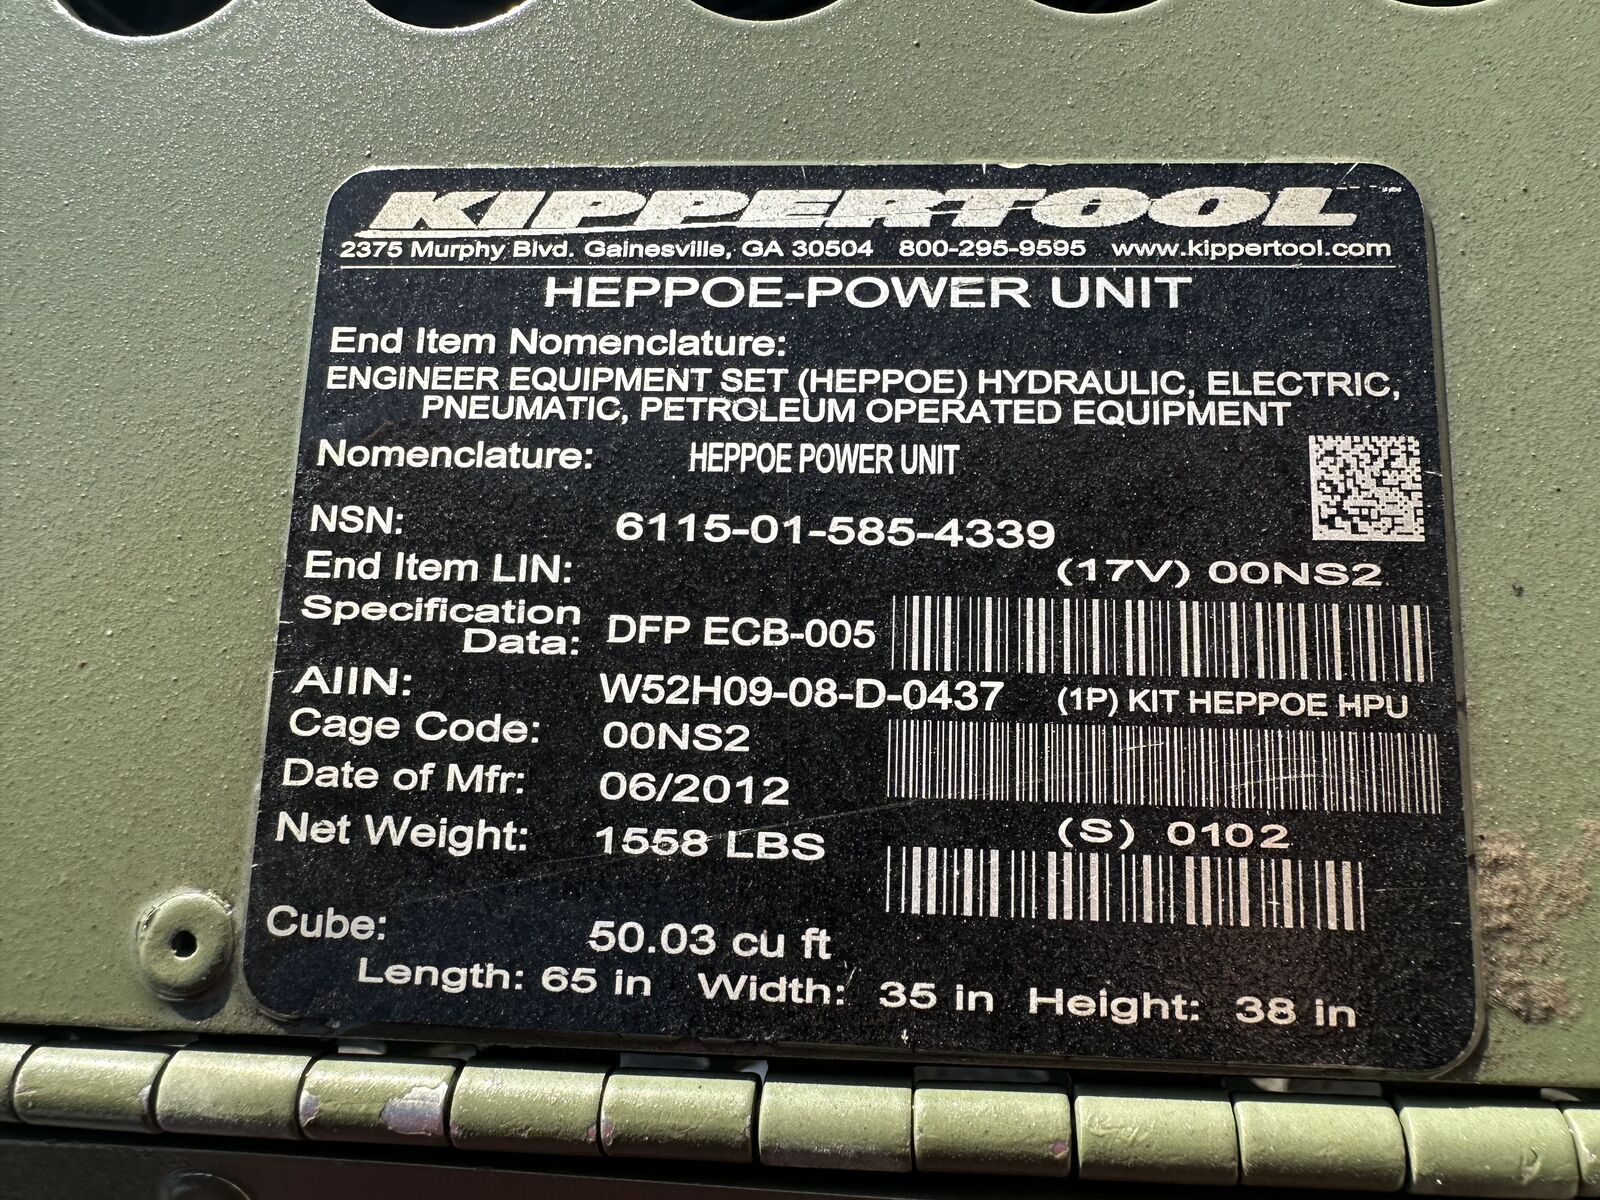 KIPPERTOOL
2375 Murphy Blvd. Gainesville, GA 30504 800-295-9595 www.kippertool.com
HEPPOE-POWER UNIT
End Item Nomenclature:
ENGINEER EQUIPMENT SET (HEPPOE) HYDRAULIC, ELECTRIC,
PNEUMATIC, PETROLEUM OPERATED EQUIPMENT
Nomenclature: HEPPOE POWER UNIT
NSN: 6115-01-585-4339
End Item LIN: (17V) 00NS2
Specification
Data: DFP ECB-005
AIIN: W52H09-08-D-0437 (1P) KIT HEPPOE HPU
Cage Code: 00NS2
Date of Mfr: 06/2012
Net Weight: 1558 LBS (S) 0102
Cube: 50.03 cu ft
Length: 65 in Width: 35 in Height: 38 in